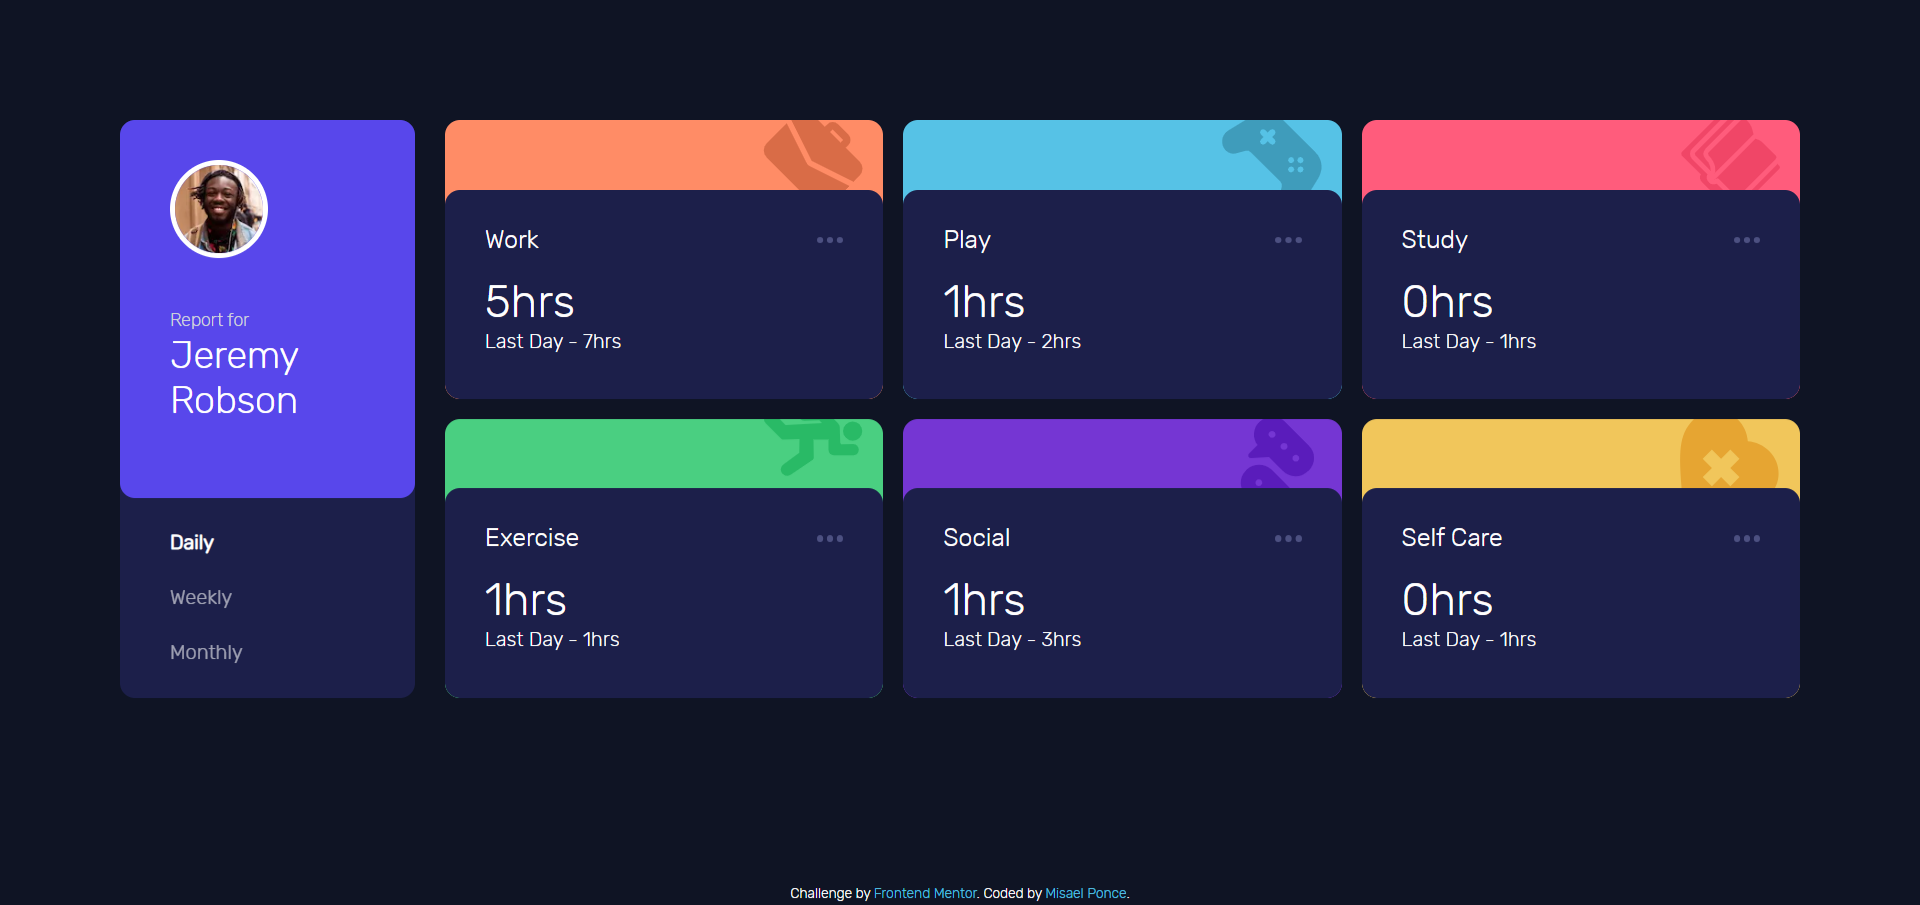 Report for
Jeremy
Robson
Daily
Weekly
Monthly
Work
5hrs
Last Day - 7hrs
Play
1hrs
Last Day - 2hrs
Study
0hrs
Last Day - 1hrs
Exercise
1hrs
Last Day - 1hrs
Social
1hrs
Last Day - 3hrs
Self Care
0hrs
Last Day - 1hrs
Challenge by Frontend Mentor. Coded by Misael Ponce.